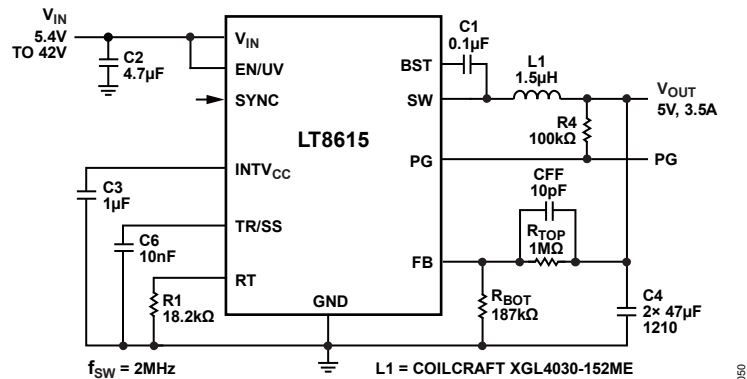 VIN
5.4V
TO 42V
C2
4.7µF
VIN
EN/UV
SYNC
INTVCC
TR/SS
RT
LT8615
GND
BST
SW
PG
FB
C1
0.1µF
L1
1.5µH
VOUT
5V, 3.5A
R4
100kΩ
PG
CFF
10pF
RTOP
1MΩ
RBOT
187kΩ
C4
2× 47µF
1210
C3
1µF
C6
10nF
R1
18.2kΩ
fSW = 2MHz
L1 = COILCRAFT XGL4030-152ME
050